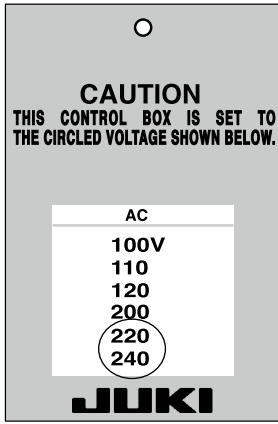 CAUTION
THIS CONTROL BOX IS SET TO
THE CIRCLED VOLTAGE SHOWN BELOW.
AC
100V
110
120
200
220
240
JUKI